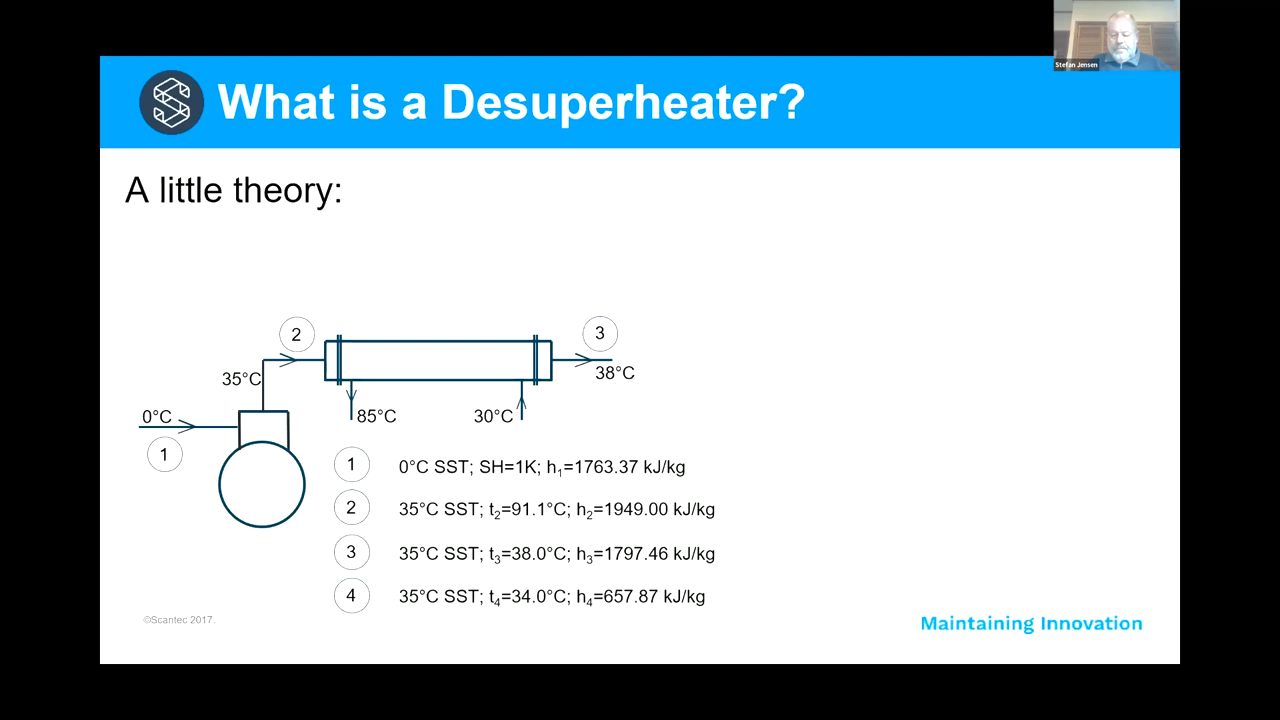 Stefan Jensen
What is a Desuperheater?
A little theory:
2
3
35°C
38°C
0°C
85°C
30°C
1
1 0°C SST; SH=1K; h₁=1763.37 kJ/kg
2 35°C SST; t₂=91.1°C; h₂=1949.00 kJ/kg
3 35°C SST; t₃=38.0°C; h₃=1797.46 kJ/kg
4 35°C SST; t₄=34.0°C; h₄=657.87 kJ/kg
©Scantec 2017.
Maintaining Innovation